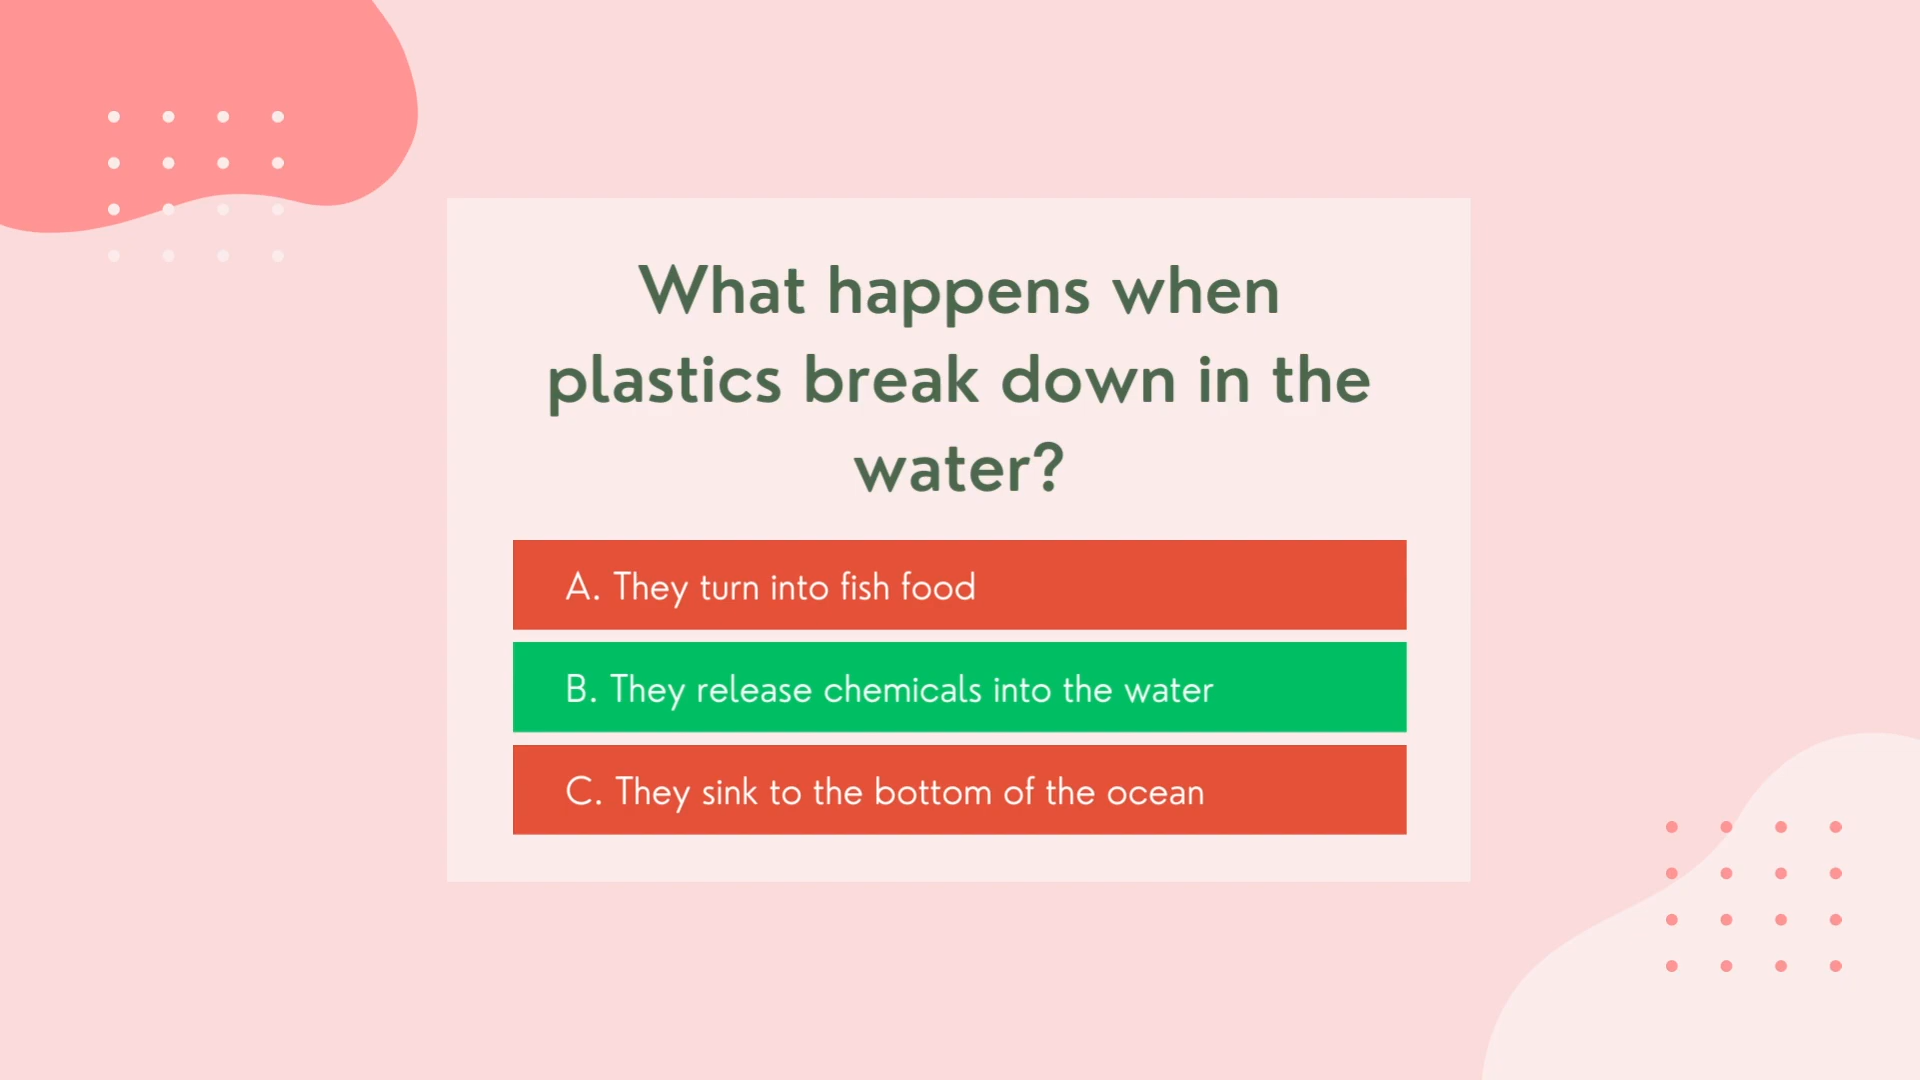 What happens when
plastics break down in the
water?
A. They turn into fish food
B. They release chemicals into the water
C. They sink to the bottom of the ocean